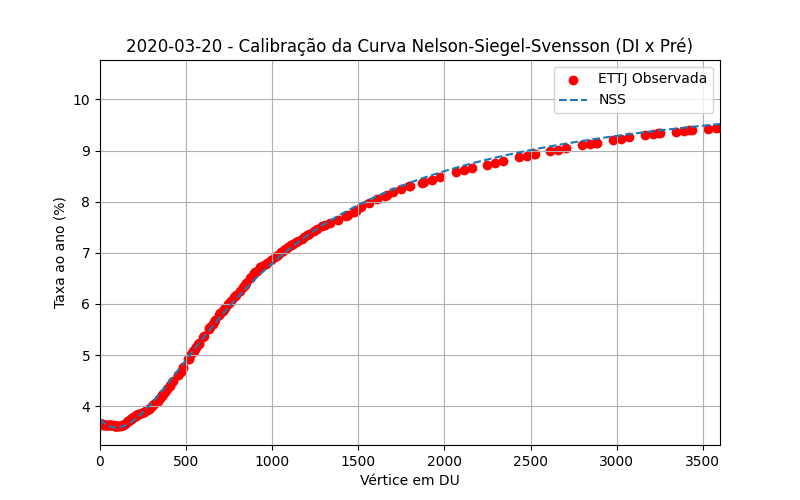 2020-03-20 - Calibração da Curva Nelson-Siegel-Svensson (DI x Pré)
ETTJ Observada
NSS
Taxa ao ano (%)
10
9
8
7
6
5
4
0 500 1000 1500 2000 2500 3000 3500
Vértice em DU